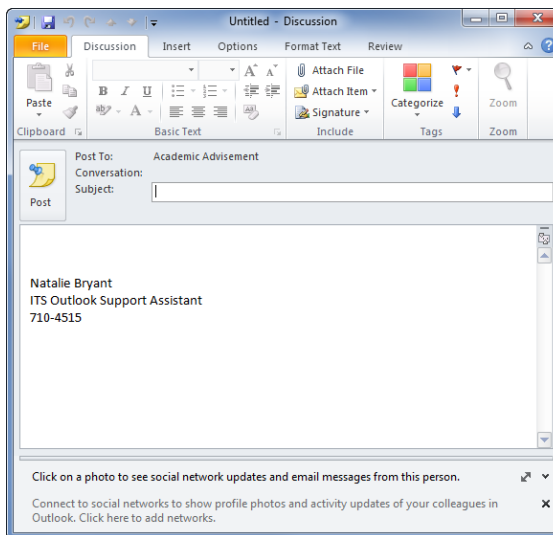 Untitled - Discussion
File Discussion Insert Options Format Text Review
Paste
Clipboard
B I U
A A
ab A
Basic Text
Attach File
Attach Item
Signature
Include
Categorize
Tags
Zoom
Zoom
Post
Post To: Academic Advisement
Conversation:
Subject:
Natalie Bryant
ITS Outlook Support Assistant
710-4515
Click on a photo to see social network updates and email messages from this person.
Connect to social networks to show profile photos and activity updates of your colleagues in
Outlook. Click here to add networks.